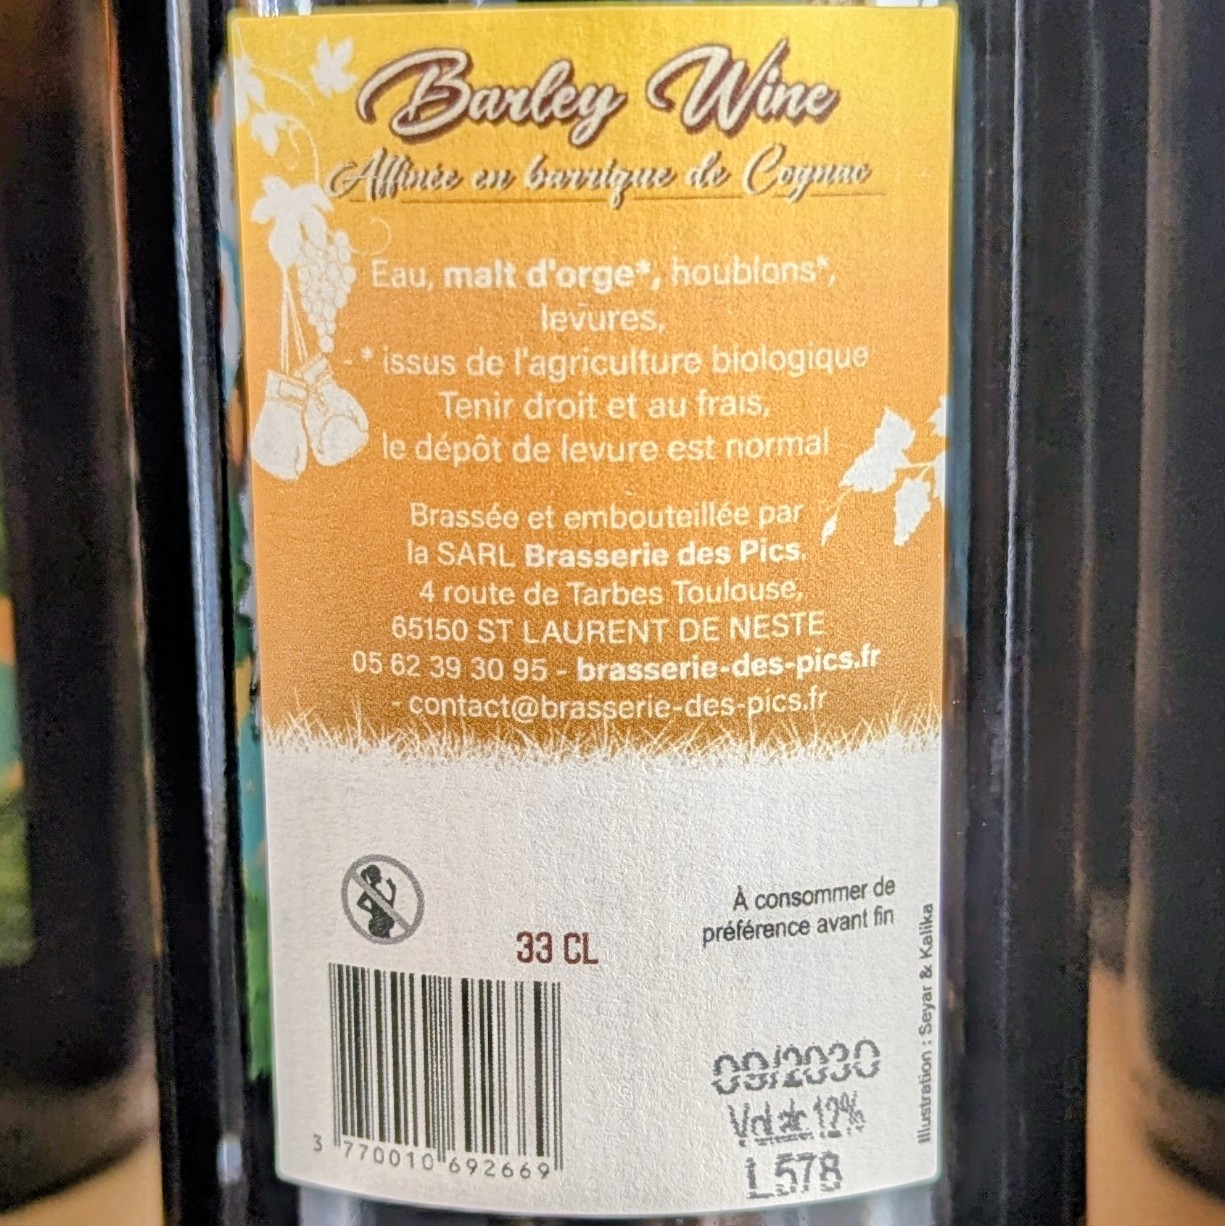 Barley Wine
Affinée en barrique de Cognac
Eau, malt d'orge*, houblons*,
levures,
-* issus de l'agriculture biologique
Tenir droit et au frais,
le dépôt de levure est normal
Brassée et embouteillée par
la SARL Brasserie des Pics.
4 route de Tarbes Toulouse,
65150 ST LAURENT DE NESTE
05 62 39 30 95 - brasserie-des-pics.fr
- contact@brasserie-des-pics.fr
33 CL
À consommer de
préférence avant fin
09/2030
Vol alc 12%
L578
3 770010 692669
Illustration : Seyar & Kalika